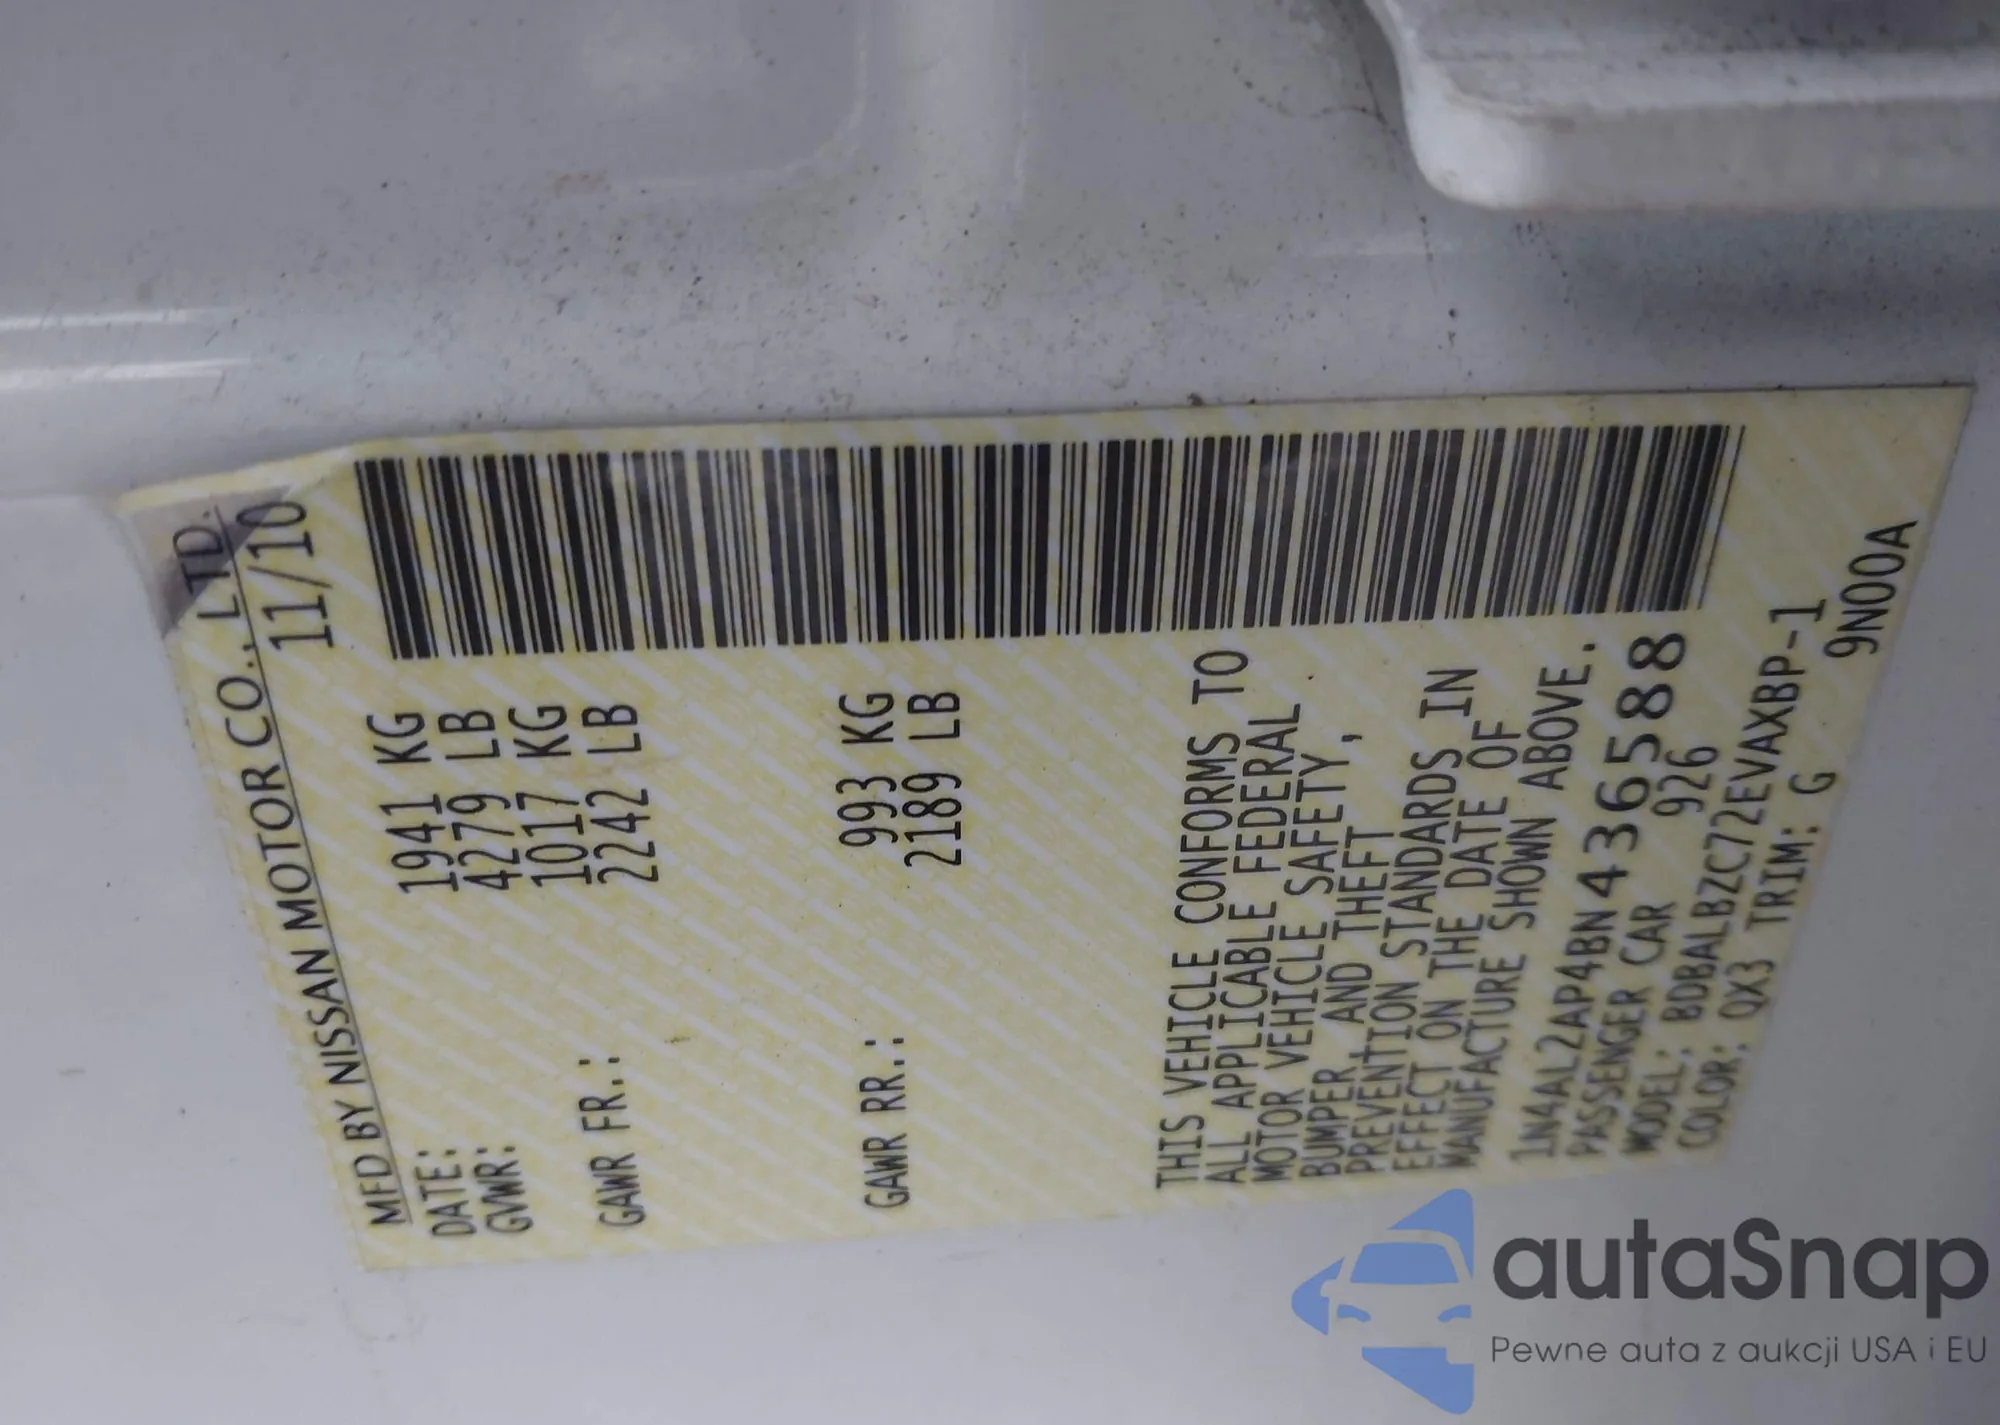 MFD BY NISSAN MOTOR CO., LTD.
DATE: 11/10
GVWR: 1941 KG
4279 LB
GAWR FR.: 1017 KG
2242 LB
GAWR RR.: 993 KG
2189 LB
THIS VEHICLE CONFORMS TO
ALL APPLICABLE FEDERAL
MOTOR VEHICLE SAFETY,
BUMPER, AND THEFT
PREVENTION STANDARDS IN
EFFECT ON THE DATE OF
MANUFACTURE SHOWN ABOVE.
1N4AL2AP4BN436588
PASSENGER CAR 926
MODEL: BDBALBZC72EVAXBP-1
COLOR: QX3 TRIM: G 9N00A
autaSnap
Pewne auta z aukcji USA i EU